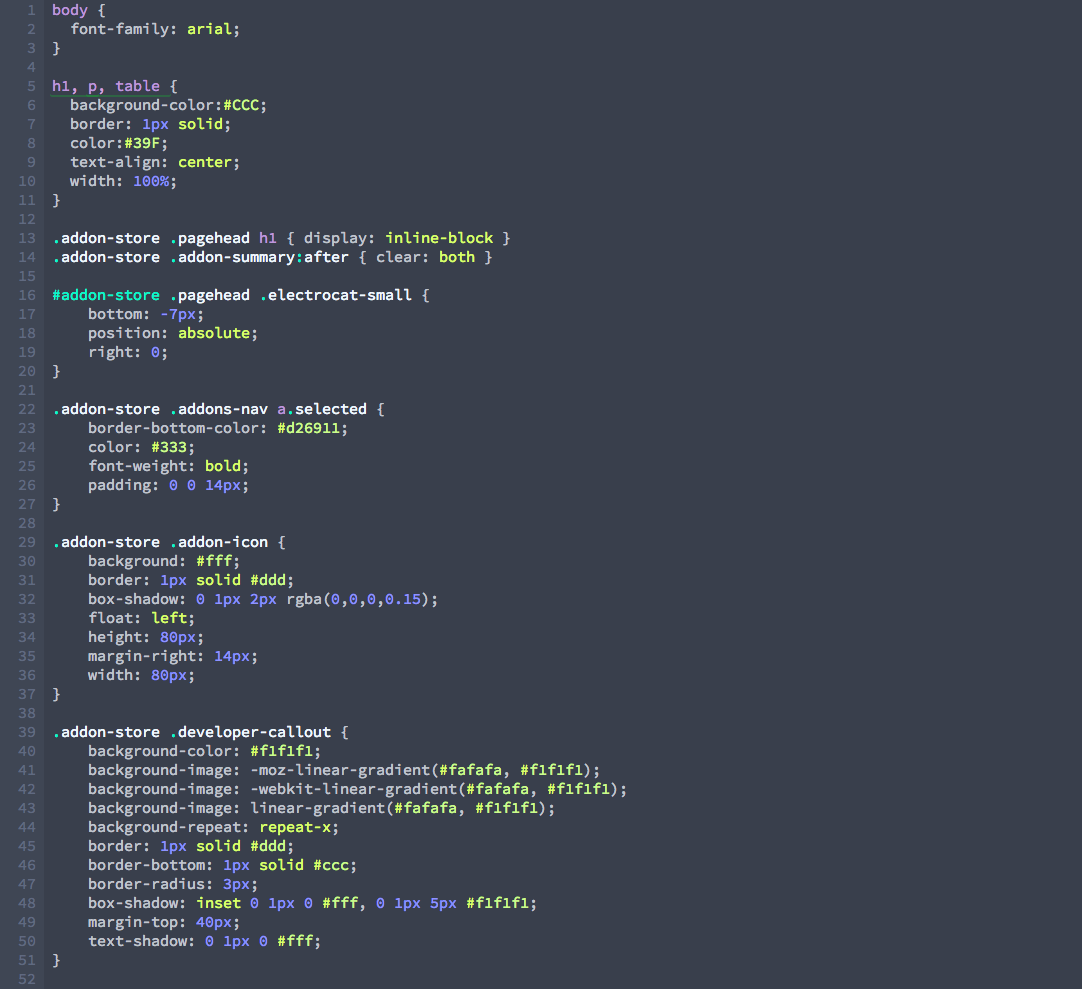 1 body {
2   font-family: arial;
3 }
4
5 h1, p, table {
6   background-color:#CCC;
7   border: 1px solid;
8   color:#39F;
9   text-align: center;
10   width: 100%;
11 }
12
13 .addon-store .pagehead h1 { display: inline-block }
14 .addon-store .addon-summary:after { clear: both }
15
16 #addon-store .pagehead .electrocat-small {
17     bottom: -7px;
18     position: absolute;
19     right: 0;
20 }
21
22 .addon-store .addons-nav a.selected {
23     border-bottom-color: #d26911;
24     color: #333;
25     font-weight: bold;
26     padding: 0 0 14px;
27 }
28
29 .addon-store .addon-icon {
30     background: #fff;
31     border: 1px solid #ddd;
32     box-shadow: 0 1px 2px rgba(0,0,0,0.15);
33     float: left;
34     height: 80px;
35     margin-right: 14px;
36     width: 80px;
37 }
38
39 .addon-store .developer-callout {
40     background-color: #f1f1f1;
41     background-image: -moz-linear-gradient(#fafafa, #f1f1f1);
42     background-image: -webkit-linear-gradient(#fafafa, #f1f1f1);
43     background-image: linear-gradient(#fafafa, #f1f1f1);
44     background-repeat: repeat-x;
45     border: 1px solid #ddd;
46     border-bottom: 1px solid #ccc;
47     border-radius: 3px;
48     box-shadow: inset 0 1px 0 #fff, 0 1px 5px #f1f1f1;
49     margin-top: 40px;
50     text-shadow: 0 1px 0 #fff;
51 }
52